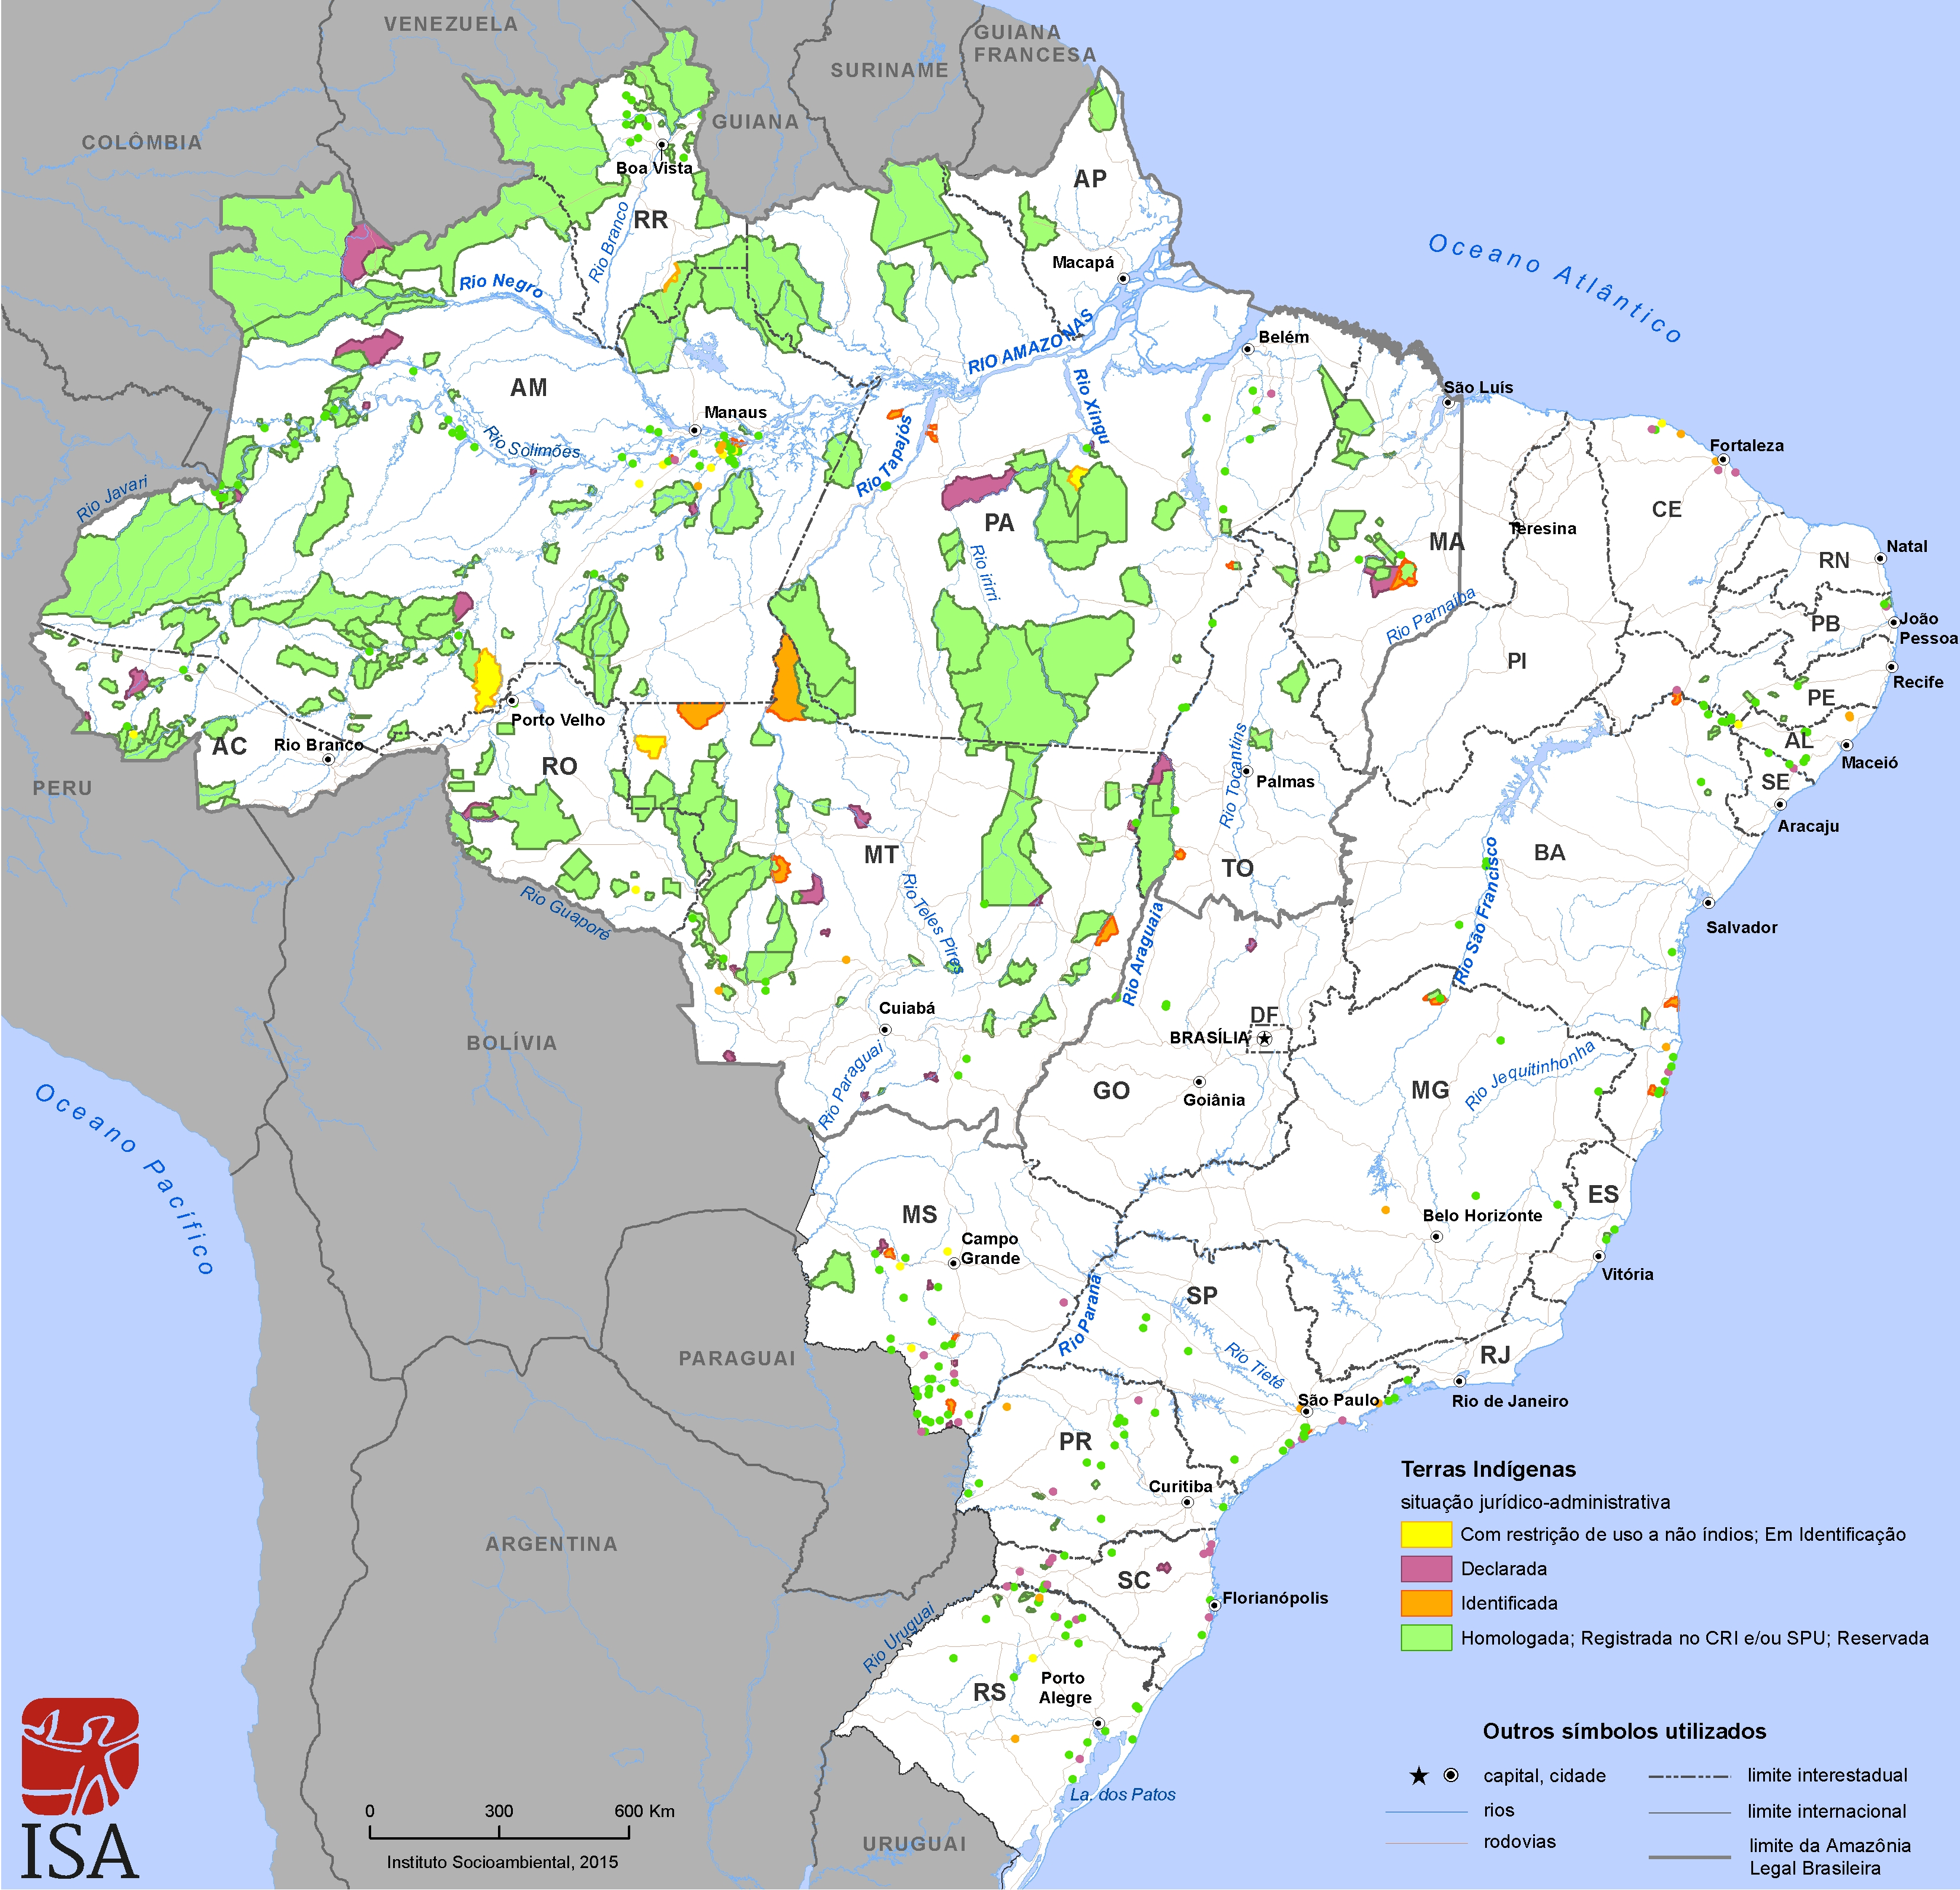 VENEZUELA
GUIANA
FRANCESA
SURINAME
COLÔMBIA
GUIANA
Boa Vista
AP
RR
Rio Branco
Oceano Atlântico
Macapá
Rio Negro
RIO AMAZONAS
Belém
AM
Rio Xingu
São Luís
Manaus
Rio Solimões
Rio Tapajós
Fortaleza
Rio Javari
PA
CE
Teresina
MA
Natal
RN
Rio iriri
Rio Parnaíba
João
Pessoa
PB
PI
Recife
PE
Porto Velho
AC
Rio Branco
RO
Rio Tocantins
AL
Maceió
PERU
Palmas
SE
Aracaju
MT
BA
TO
Rio Guaporé
Rio Teles Pires
Rio São Francisco
Salvador
Rio Araguaia
Cuiabá
DF
BRASÍLIA
BOLÍVIA
Rio Paraguai
Rio Jequitinhonha
GO
Goiânia
MG
Oceano Pacífico
ES
MS
Belo Horizonte
Campo
Grande
Vitória
SP
Rio Paraná
Rio Tietê
RJ
PARAGUAI
São Paulo
Rio de Janeiro
PR
Curitiba
ARGENTINA
SC
Florianópolis
Rio Uruguai
Porto
Alegre
RS
La. dos Patos
URUGUAI
Terras Indígenas
situação jurídico-administrativa
Com restrição de uso a não índios; Em Identificação
Declarada
Identificada
Homologada; Registrada no CRI e/ou SPU; Reservada
Outros símbolos utilizados
capital, cidade
limite interestadual
rios
limite internacional
rodovias
limite da Amazônia
Legal Brasileira
0 300 600 Km
Instituto Socioambiental, 2015
ISA